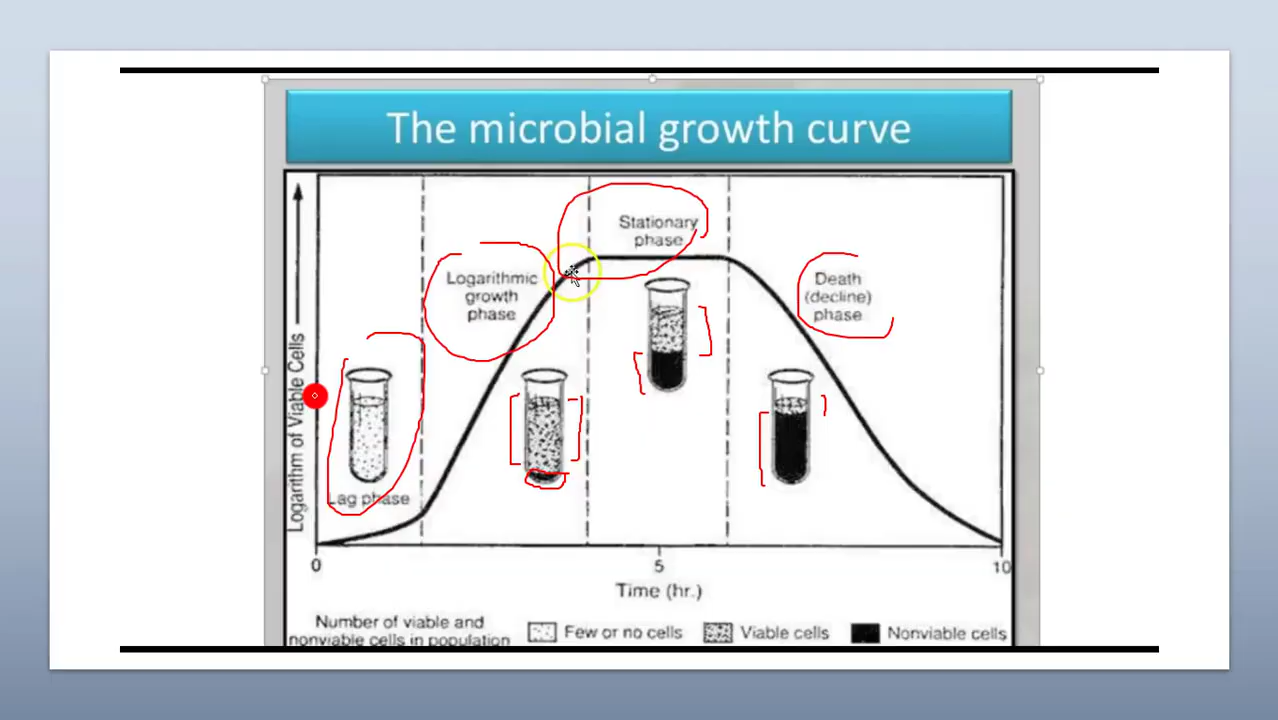 The microbial growth curve
Logarithm of Viable Cells
Stationary
phase
Logarithmic
growth
phase
Death
(decline)
phase
Lag phase
0
5
10
Time (hr.)
Number of viable and
nonviable cells in population
Few or no cells
Viable cells
Nonviable cells